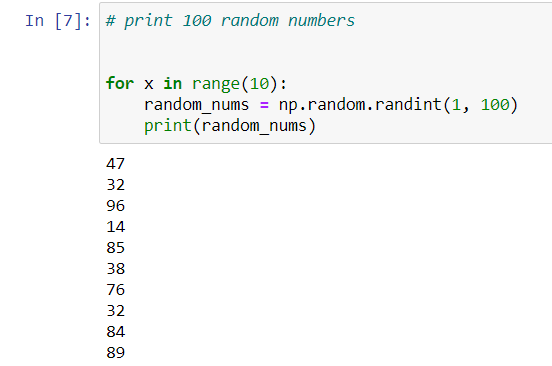 In [7]: # print 100 random numbers
for x in range(10):
    random_nums = np.random.randint(1, 100)
    print(random_nums)
47
32
96
14
85
38
76
32
84
89